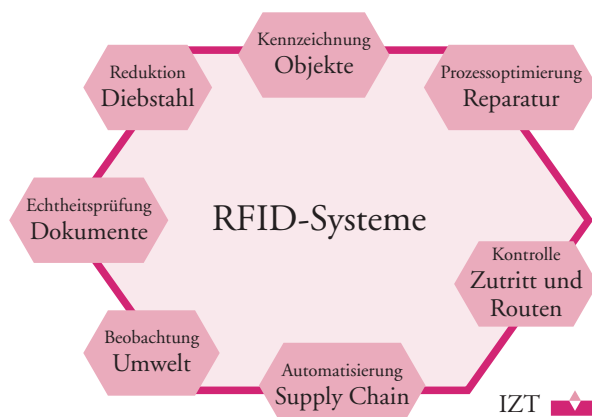 Kennzeichnung
Objekte
Reduktion
Diebstahl
Prozessoptimierung
Reparatur
Echtheitsprüfung
Dokumente
RFID-Systeme
Kontrolle
Zutritt und
Routen
Beobachtung
Umwelt
Automatisierung
Supply Chain
IZT